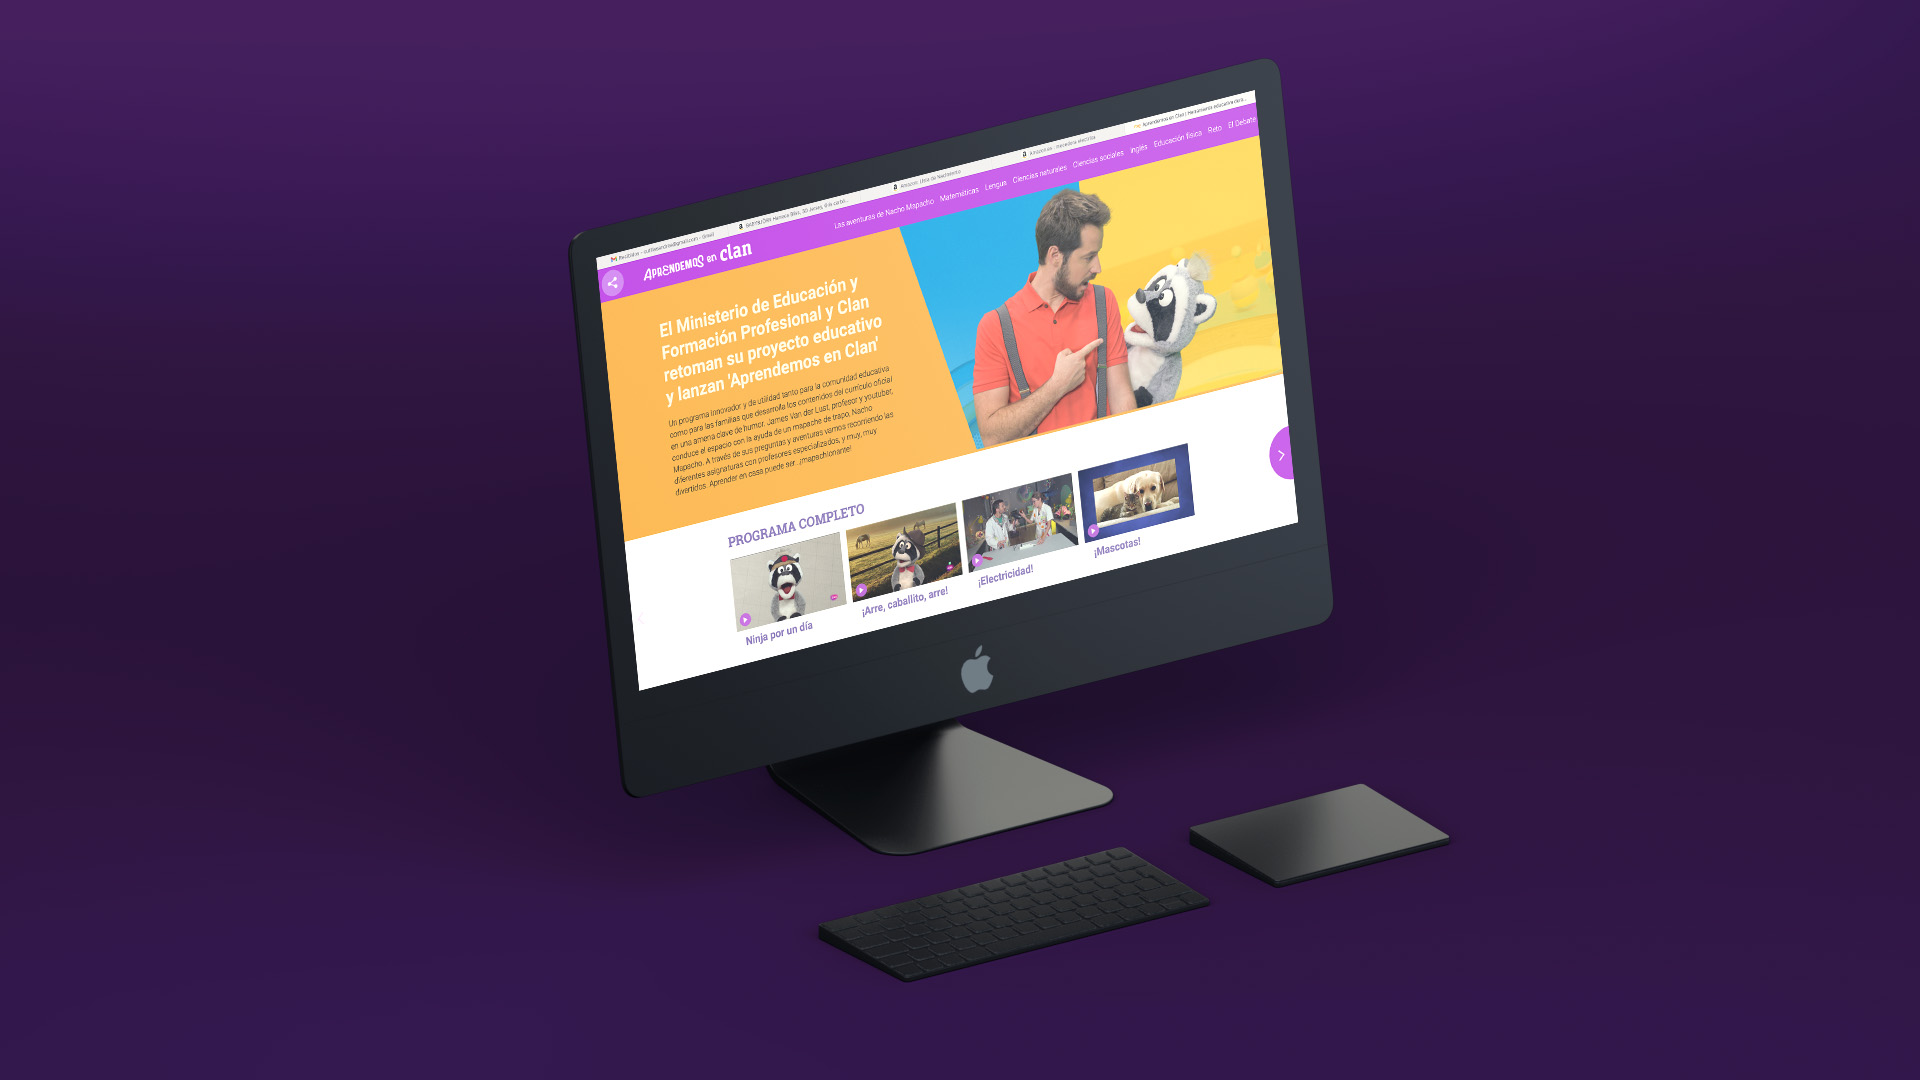 Aprendemos en clan
Las aventuras de Nacho Mapacho Matemáticas Lengua Ciencias naturales Ciencias sociales Inglés Educación física Reto El Debate
El Ministerio de Educación y
Formación Profesional y Clan
retoman su proyecto educativo
y lanzan 'Aprendemos en Clan'
Un programa innovador y de utilidad tanto para la comunidad educativa
como para las familias que desarrolla los contenidos del currículo oficial
en una amena clave de humor. James Van der Lust, profesor y youtuber,
conduce el espacio con la ayuda de un mapache de trapo, Nacho
Mapacho. A través de sus preguntas y aventuras vamos recorriendo las
diferentes asignaturas con profesores especializados, y muy, muy
divertidos. Aprender en casa puede ser...¡mapachionante!
PROGRAMA COMPLETO
Ninja por un día
¡Arre, caballito, arre!
¡Electricidad!
¡Mascotas!